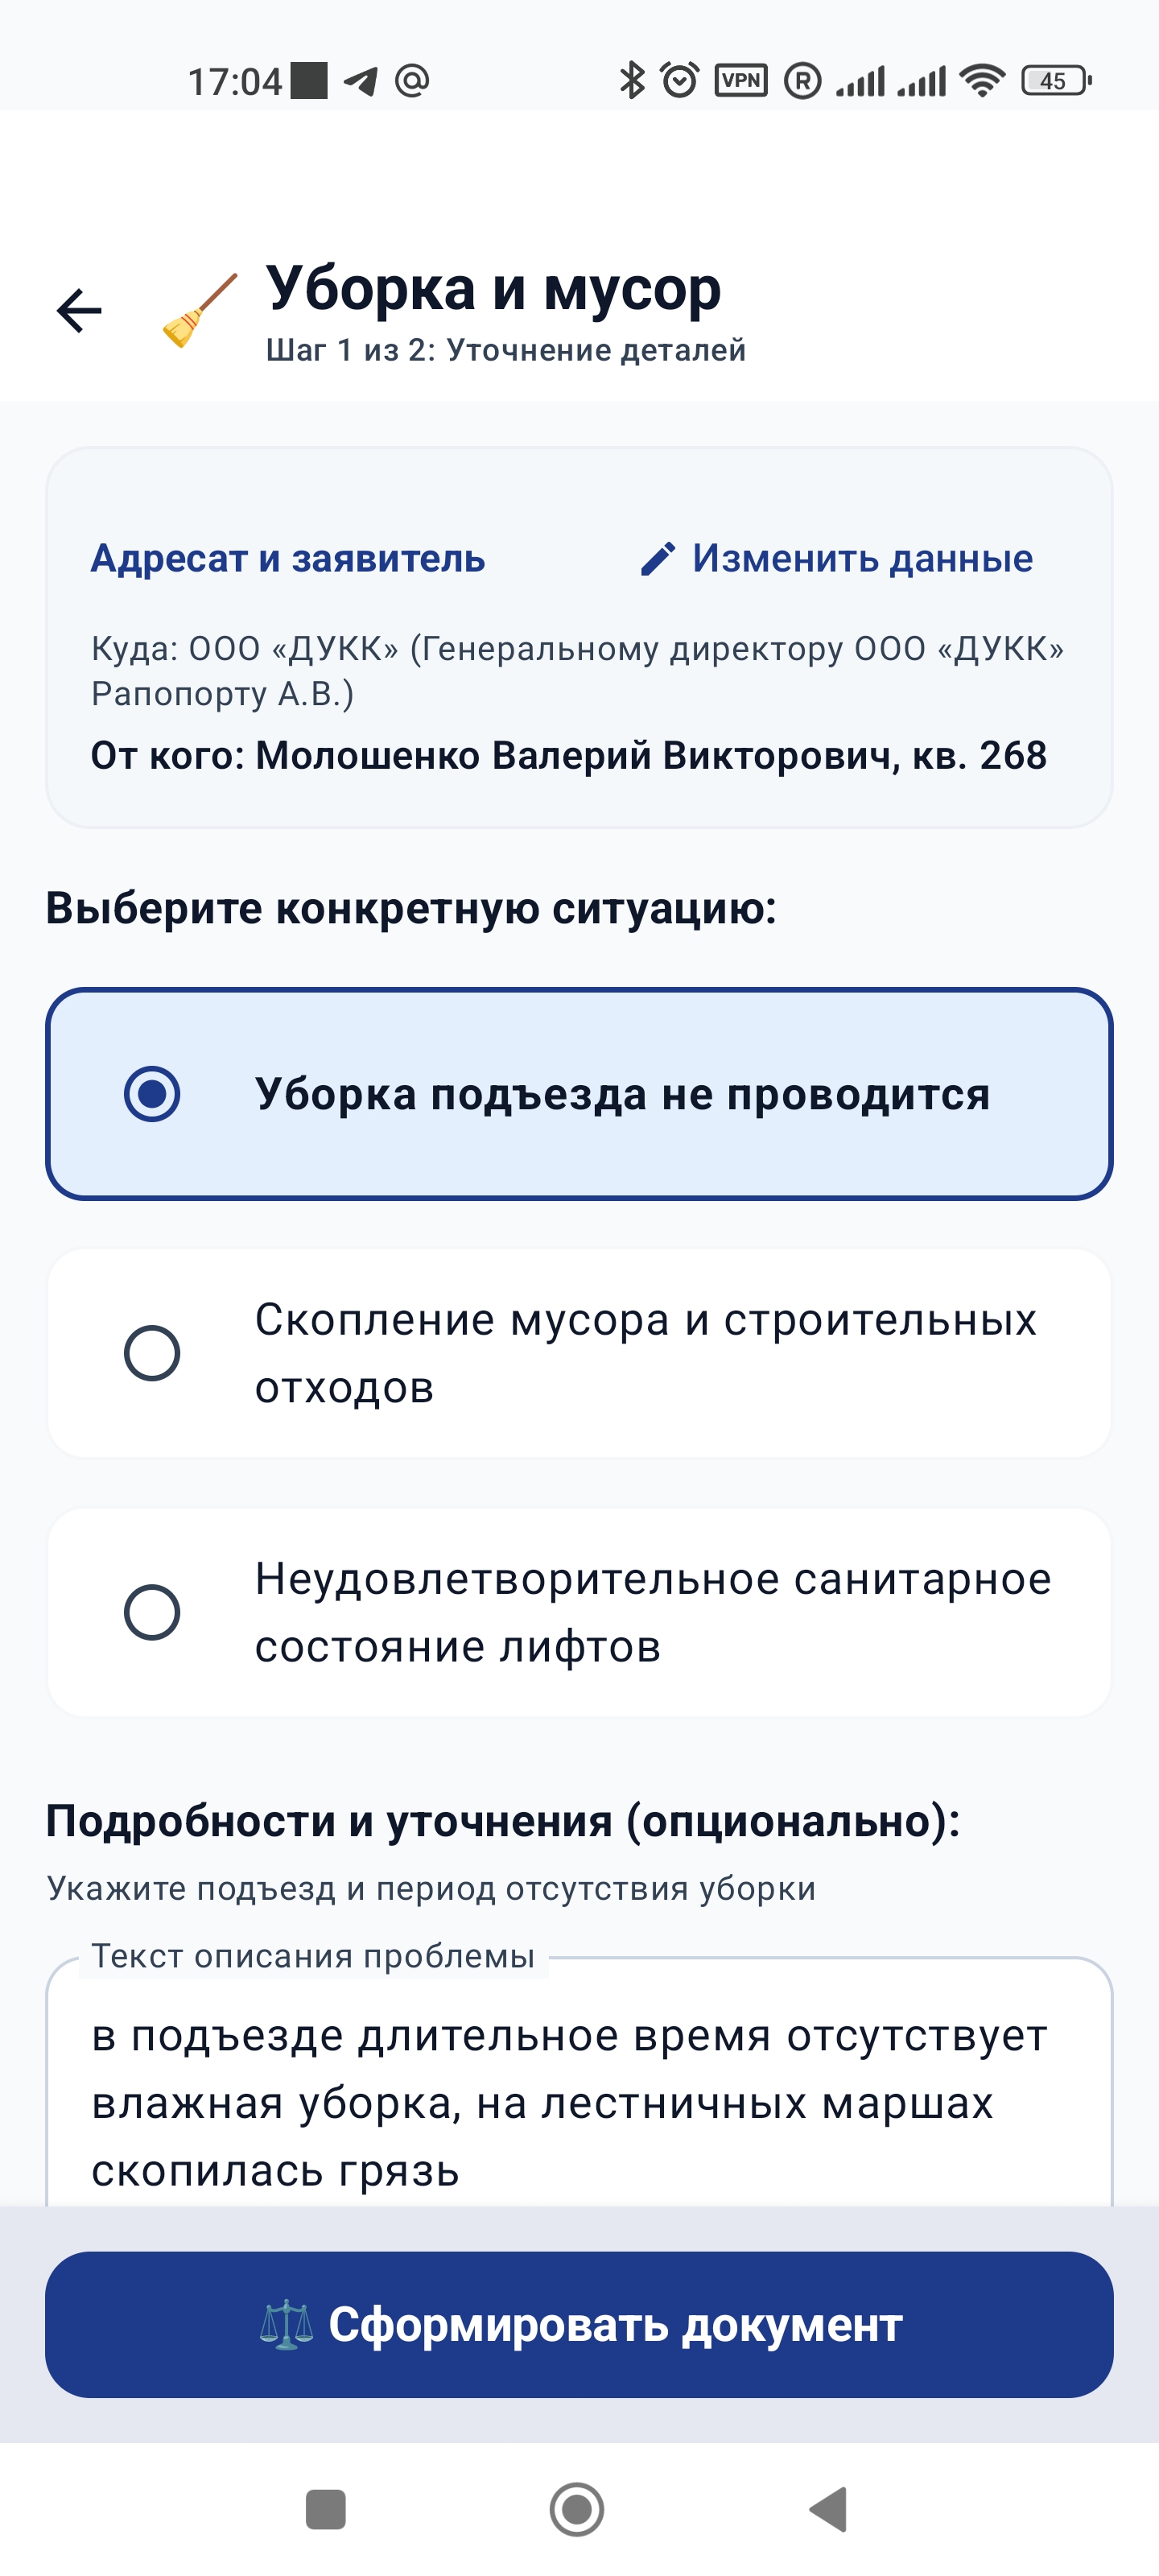 17:04 VPN R 45
Уборка и мусор
Шаг 1 из 2: Уточнение деталей
Адресат и заявитель
Изменить данные
Куда: ООО «ДУКК» (Генеральному директору ООО «ДУКК»
Рапопорту А.В.)
От кого: Молошенко Валерий Викторович, кв. 268
Выберите конкретную ситуацию:
Уборка подъезда не проводится
Скопление мусора и строительных
отходов
Неудовлетворительное санитарное
состояние лифтов
Подробности и уточнения (опционально):
Укажите подъезд и период отсутствия уборки
Текст описания проблемы
в подъезде длительное время отсутствует
влажная уборка, на лестничных маршах
скопилась грязь
Сформировать документ